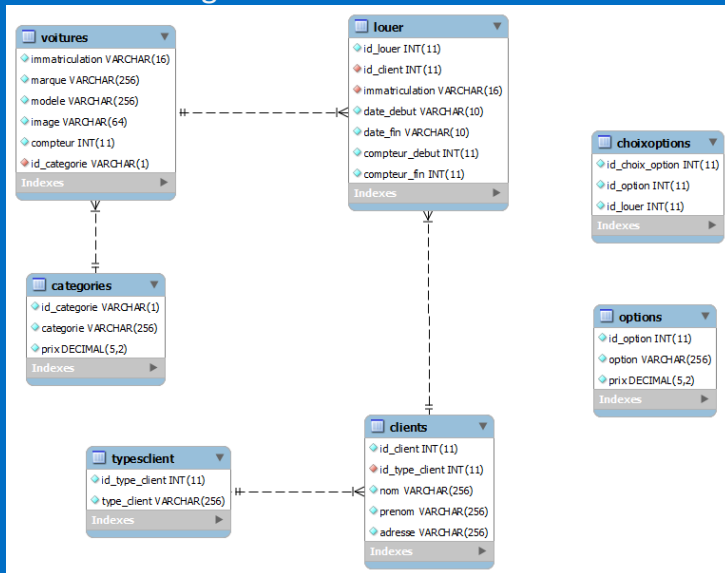 voitures
immatriculation VARCHAR(16)
marque VARCHAR(256)
modele VARCHAR(256)
image VARCHAR(64)
compteur INT(11)
id_categorie VARCHAR(1)
Indexes
louer
id_louer INT(11)
id_client INT(11)
immatriculation VARCHAR(16)
date_debut VARCHAR(10)
date_fin VARCHAR(10)
compteur_debut INT(11)
compteur_fin INT(11)
Indexes
choixoptions
id_choix_option INT(11)
id_option INT(11)
id_louer INT(11)
Indexes
categories
id_categorie VARCHAR(1)
categorie VARCHAR(256)
prix DECIMAL(5,2)
Indexes
options
id_option INT(11)
option VARCHAR(256)
prix DECIMAL(5,2)
Indexes
typesclient
id_type_client INT(11)
type_client VARCHAR(256)
Indexes
clients
id_client INT(11)
id_type_client INT(11)
nom VARCHAR(256)
prenom VARCHAR(256)
adresse VARCHAR(256)
Indexes